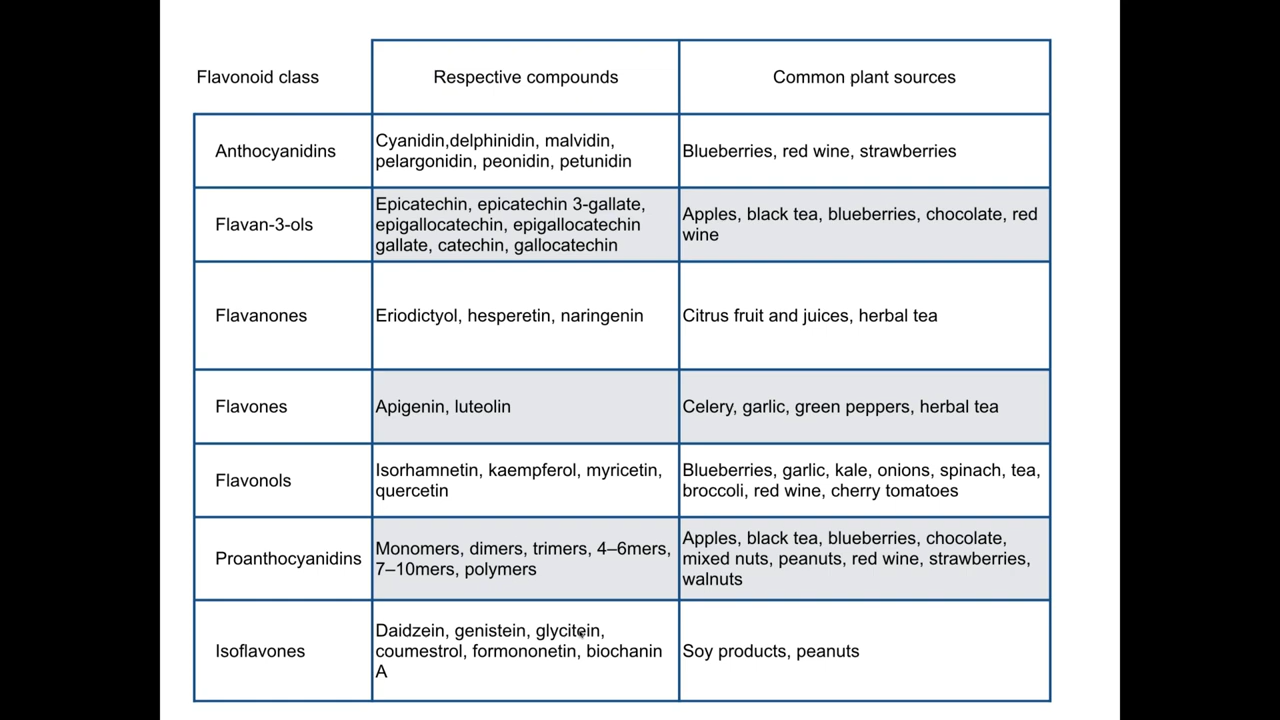 Flavonoid class
Respective compounds
Common plant sources
Anthocyanidins
Cyanidin,delphinidin, malvidin,
pelargonidin, peonidin, petunidin
Blueberries, red wine, strawberries
Flavan-3-ols
Epicatechin, epicatechin 3-gallate,
epigallocatechin, epigallocatechin
gallate, catechin, gallocatechin
Apples, black tea, blueberries, chocolate, red
wine
Flavanones
Eriodictyol, hesperetin, naringenin
Citrus fruit and juices, herbal tea
Flavones
Apigenin, luteolin
Celery, garlic, green peppers, herbal tea
Flavonols
Isorhamnetin, kaempferol, myricetin,
quercetin
Blueberries, garlic, kale, onions, spinach, tea,
broccoli, red wine, cherry tomatoes
Proanthocyanidins
Monomers, dimers, trimers, 4–6mers,
7–10mers, polymers
Apples, black tea, blueberries, chocolate,
mixed nuts, peanuts, red wine, strawberries,
walnuts
Isoflavones
Daidzein, genistein, glycitein,
coumestrol, formononetin, biochanin
A
Soy products, peanuts